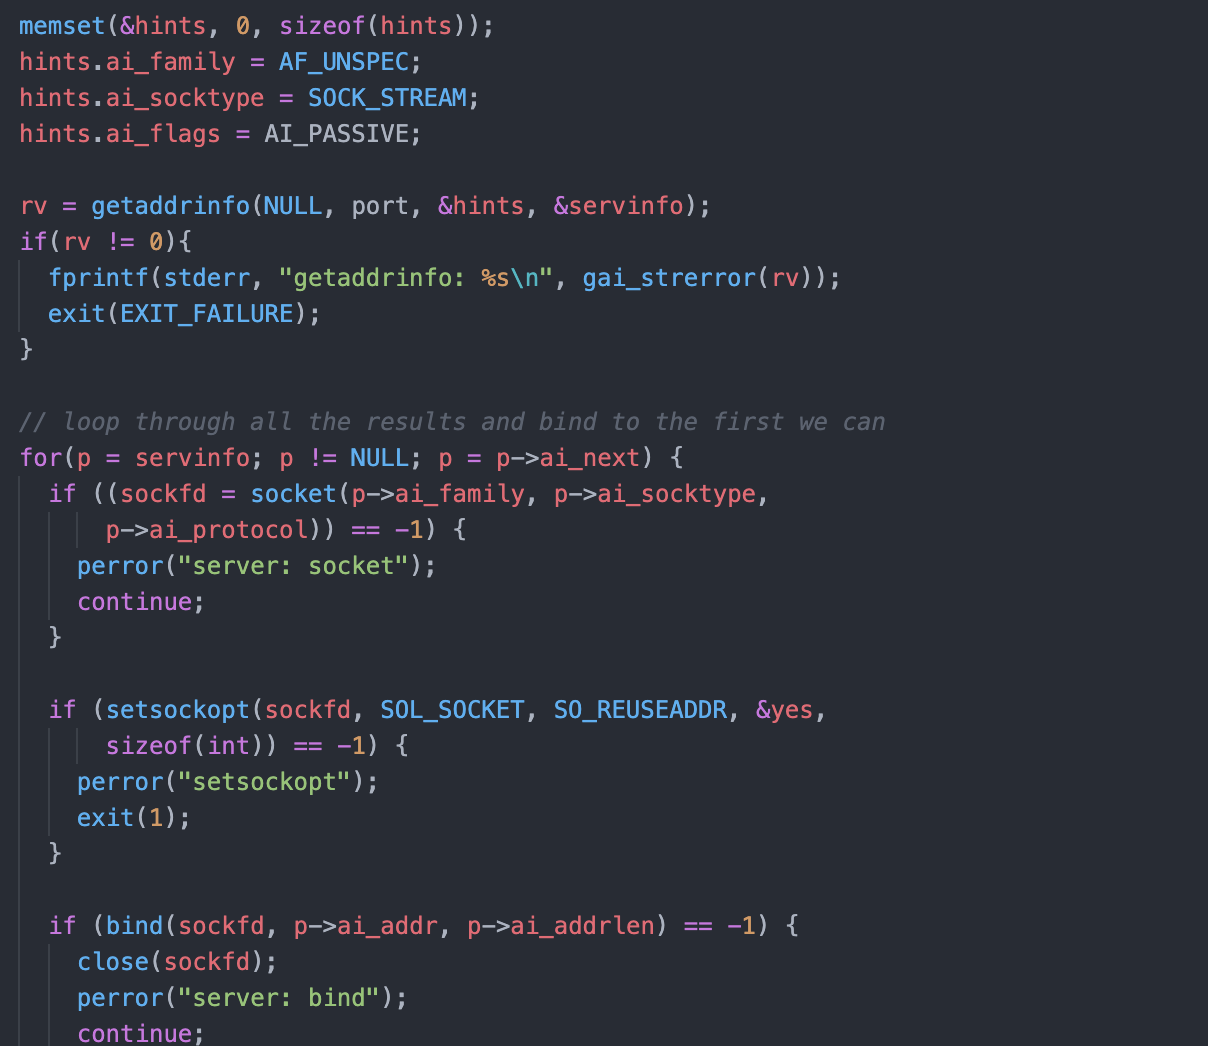 memset(&hints, 0, sizeof(hints));
hints.ai_family = AF_UNSPEC;
hints.ai_socktype = SOCK_STREAM;
hints.ai_flags = AI_PASSIVE;

rv = getaddrinfo(NULL, port, &hints, &servinfo);
if(rv != 0){
  fprintf(stderr, "getaddrinfo: %s\n", gai_strerror(rv));
  exit(EXIT_FAILURE);
}

// loop through all the results and bind to the first we can
for(p = servinfo; p != NULL; p = p->ai_next) {
  if ((sockfd = socket(p->ai_family, p->ai_socktype,
      p->ai_protocol)) == -1) {
    perror("server: socket");
    continue;
  }

  if (setsockopt(sockfd, SOL_SOCKET, SO_REUSEADDR, &yes,
      sizeof(int)) == -1) {
    perror("setsockopt");
    exit(1);
  }

  if (bind(sockfd, p->ai_addr, p->ai_addrlen) == -1) {
    close(sockfd);
    perror("server: bind");
    continue;